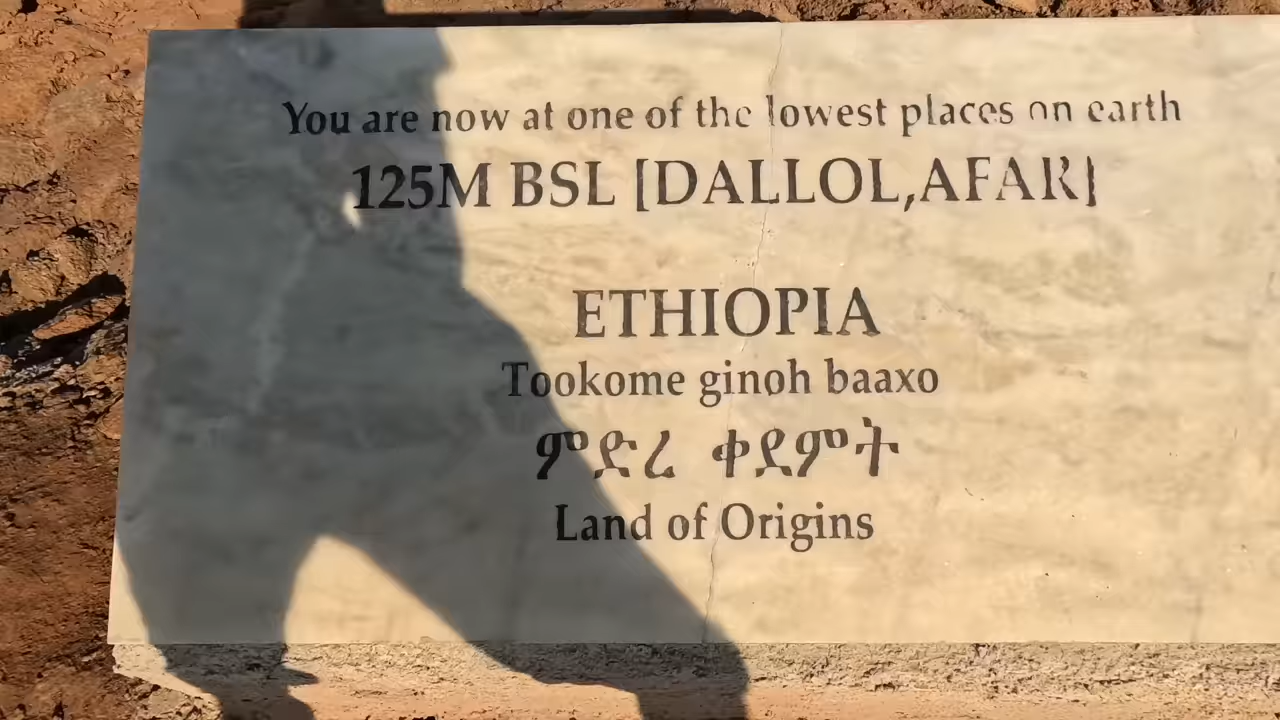 You are now at one of the lowest places on earth
125M BSL [DALLOL,AFAR]
ETHIOPIA
Tookome ginoh baaxo
ምድረ ቀደምት
Land of Origins